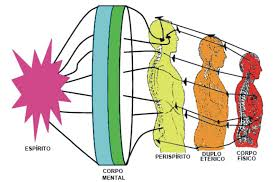 ESPÍRITO
CORPO
MENTAL
PERISPÍRITO
DUPLO
ETÉRICO
CORPO
FÍSICO